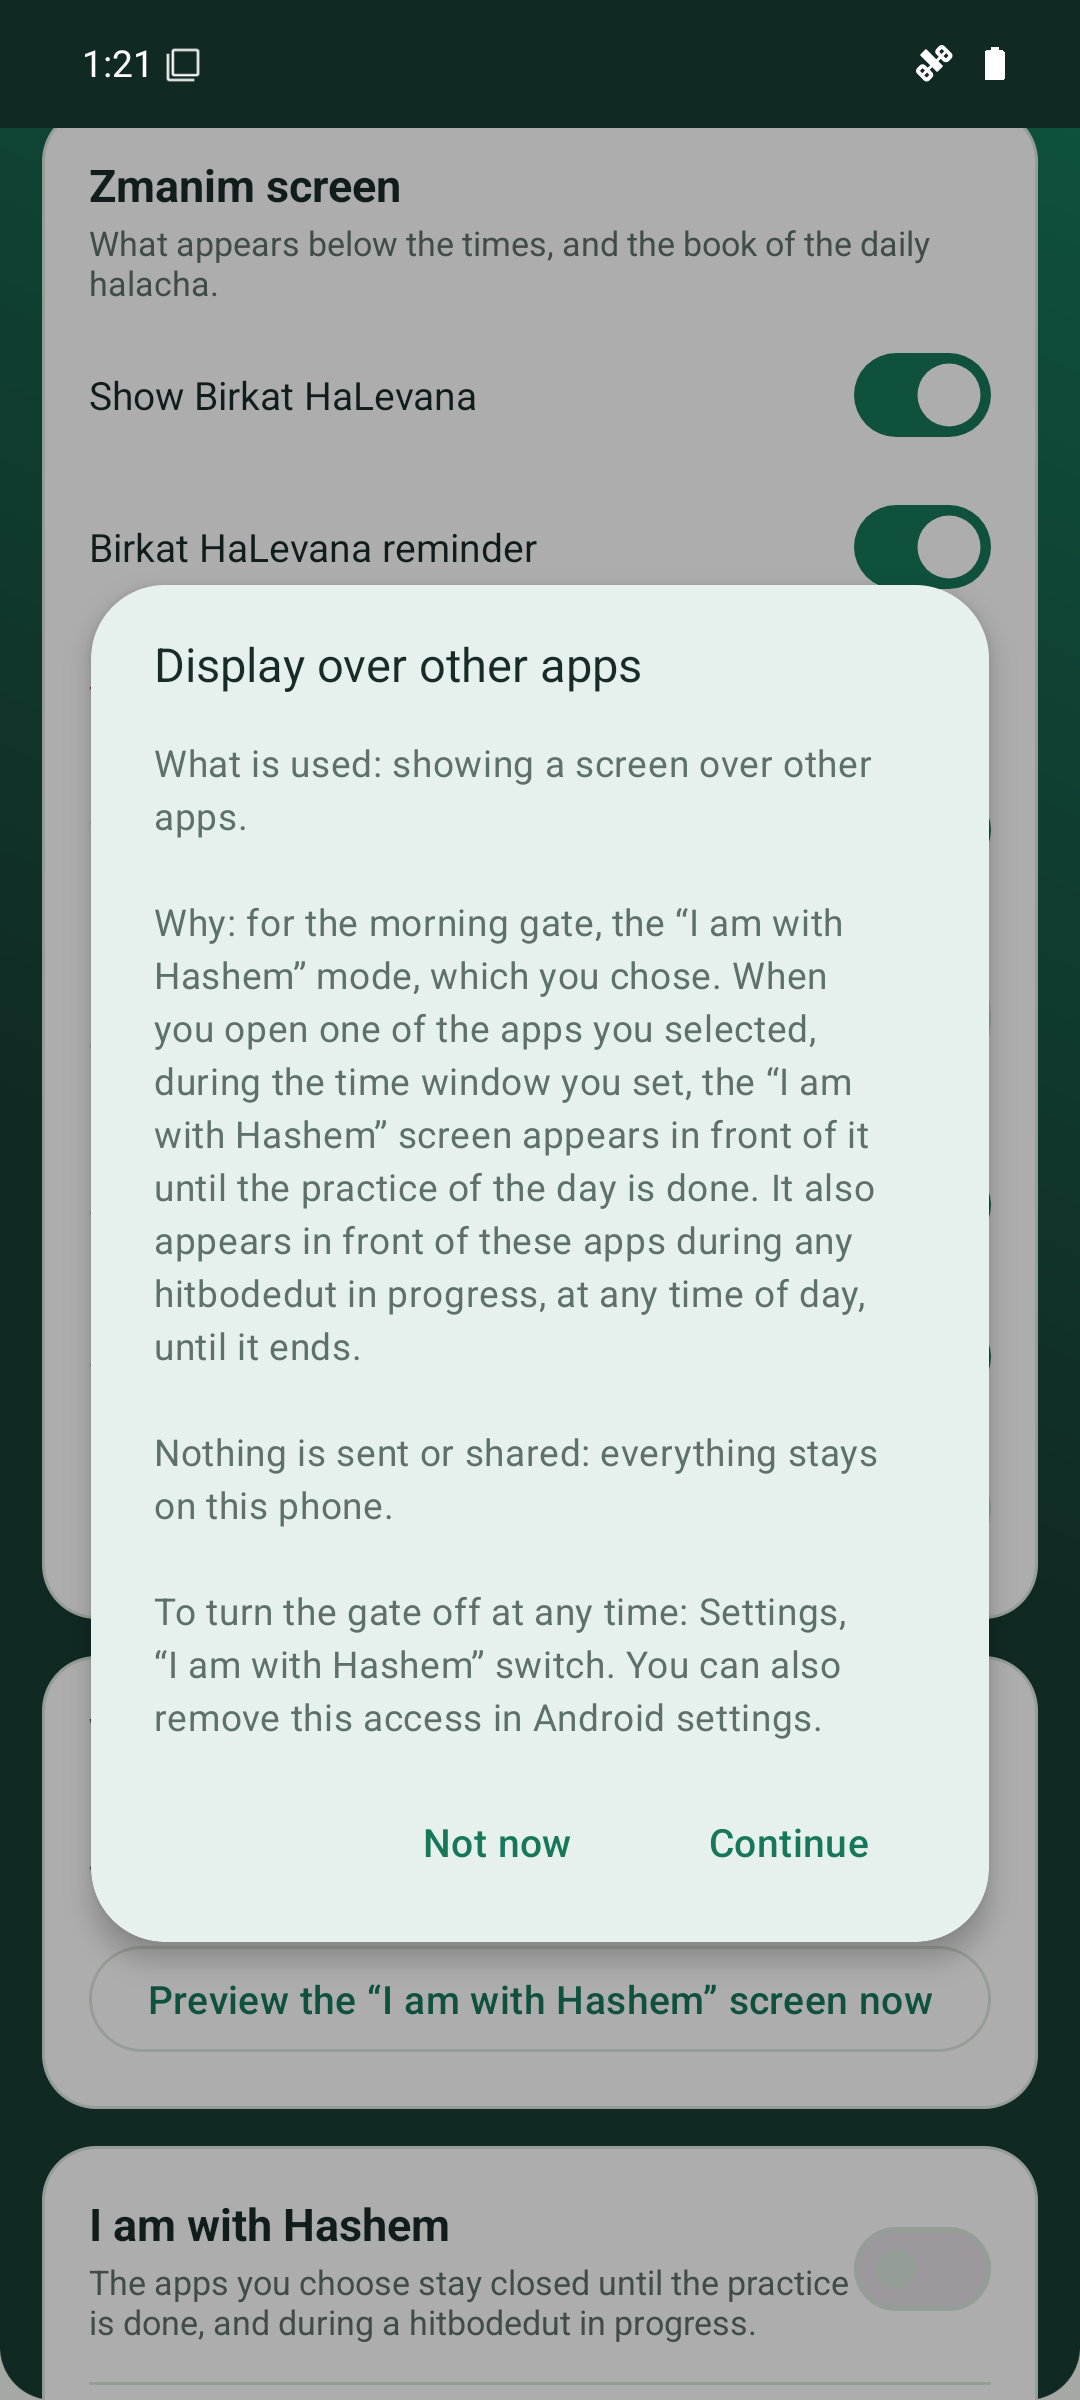 1:21
Zmanim screen
What appears below the times, and the book of the daily
halacha.
Show Birkat HaLevana
Birkat HaLevana reminder
Display over other apps
What is used: showing a screen over other
apps.
Why: for the morning gate, the “I am with
Hashem” mode, which you chose. When
you open one of the apps you selected,
during the time window you set, the “I am
with Hashem” screen appears in front of it
until the practice of the day is done. It also
appears in front of these apps during any
hitbodedut in progress, at any time of day,
until it ends.
Nothing is sent or shared: everything stays
on this phone.
To turn the gate off at any time: Settings,
“I am with Hashem” switch. You can also
remove this access in Android settings.
Not now
Continue
Preview the “I am with Hashem” screen now
I am with Hashem
The apps you choose stay closed until the practice
is done, and during a hitbodedut in progress.